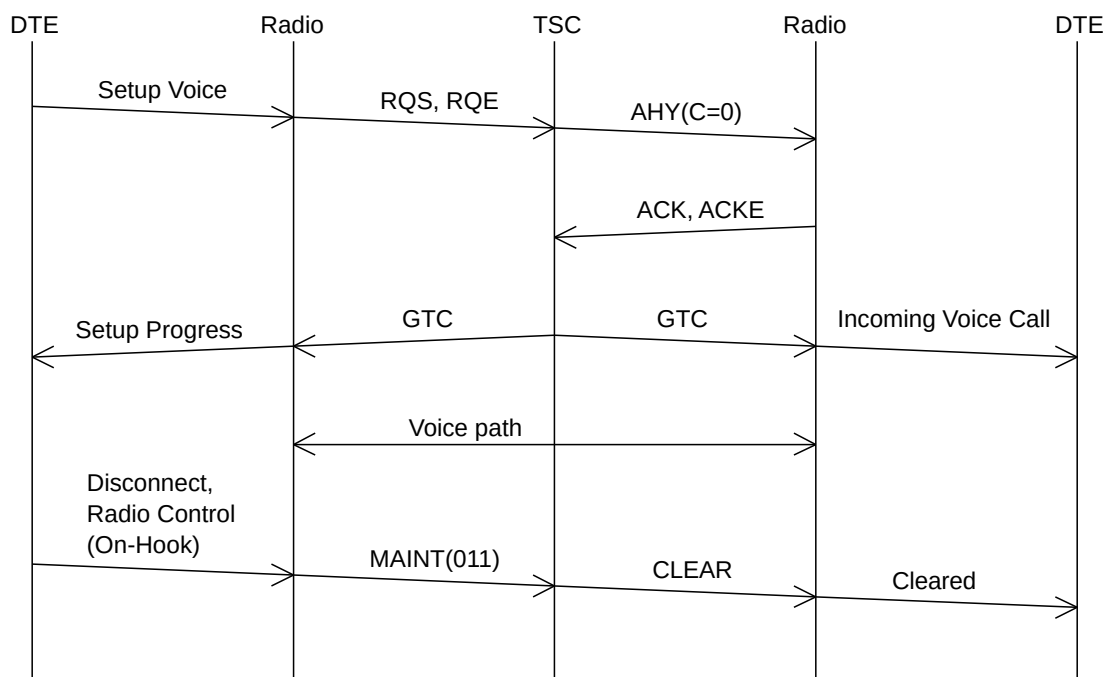 DTE
Radio
TSC
Radio
DTE
Setup Voice
RQS, RQE
AHY(C=0)
ACK, ACKE
Setup Progress
GTC
GTC
Incoming Voice Call
Voice path
Disconnect,
Radio Control
(On-Hook)
MAINT(011)
CLEAR
Cleared